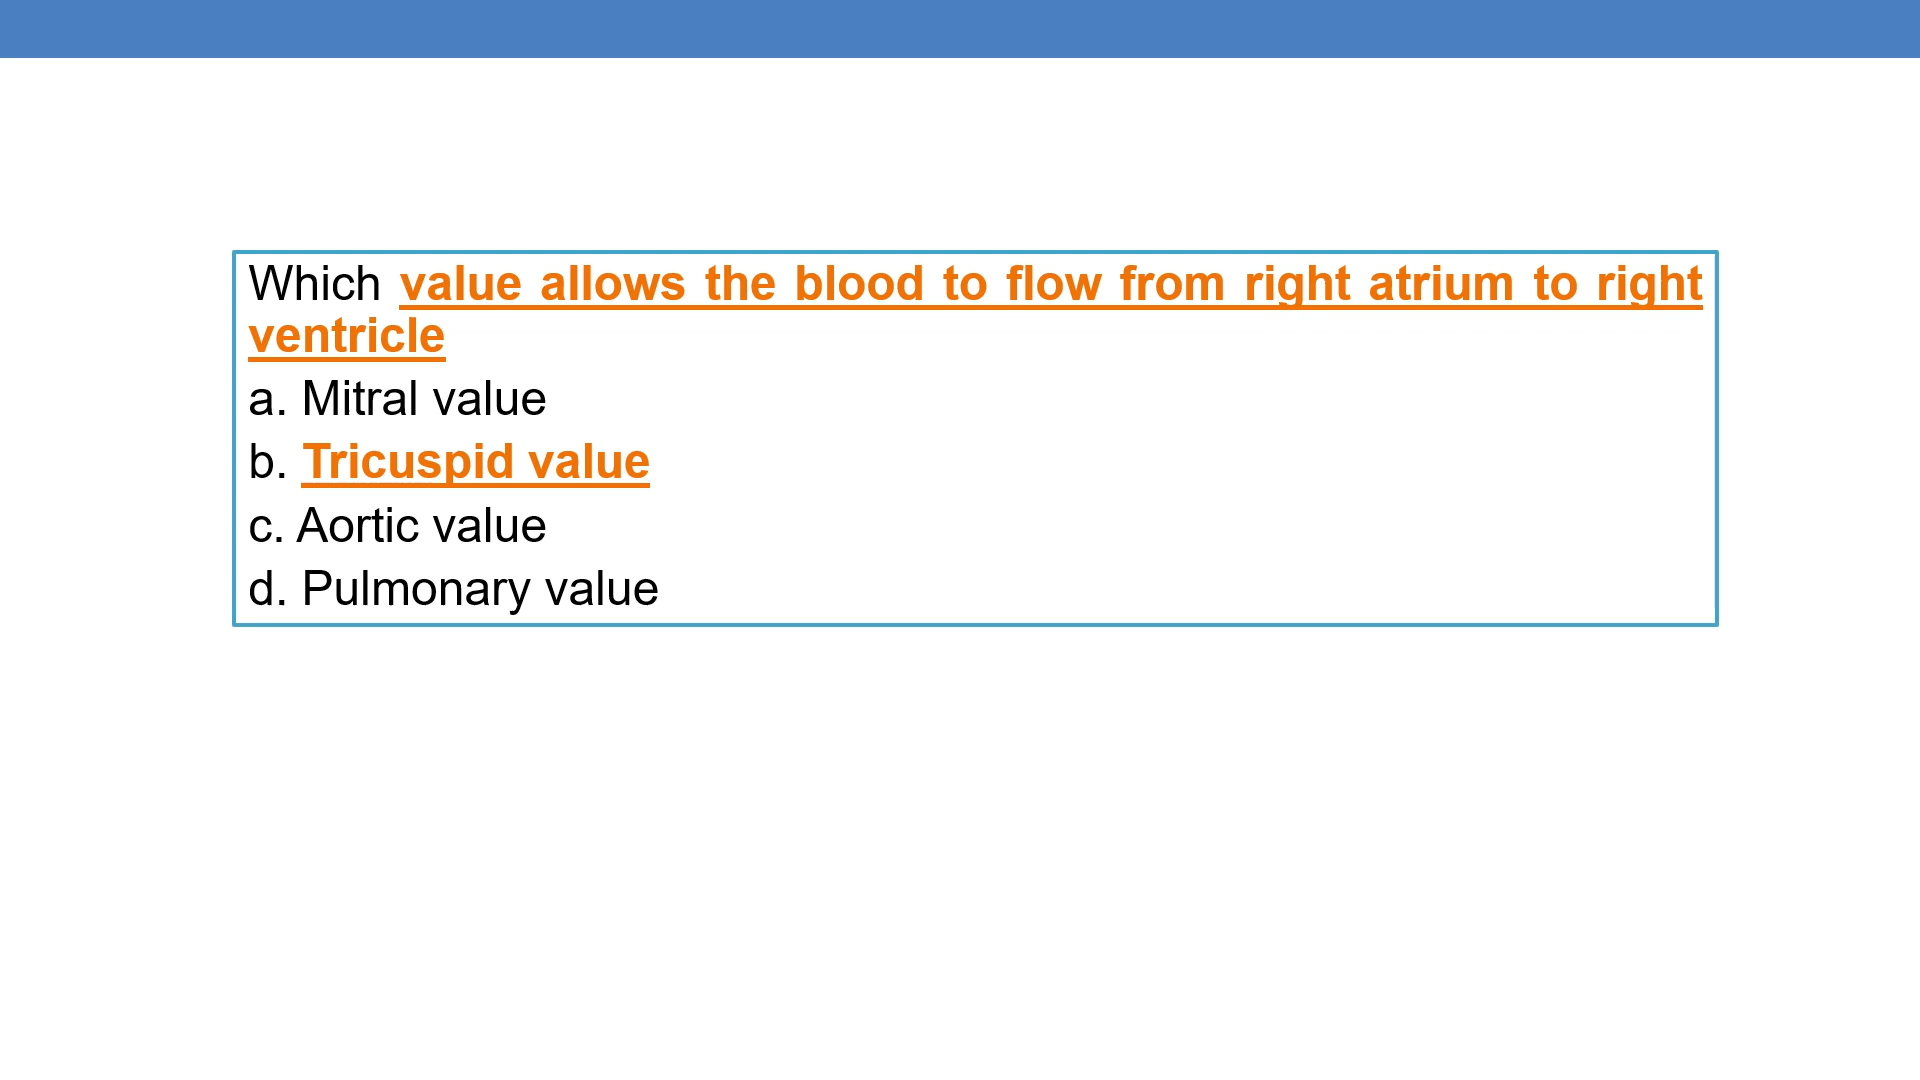 Which value allows the blood to flow from right atrium to right
ventricle
a. Mitral value
b. Tricuspid value
c. Aortic value
d. Pulmonary value